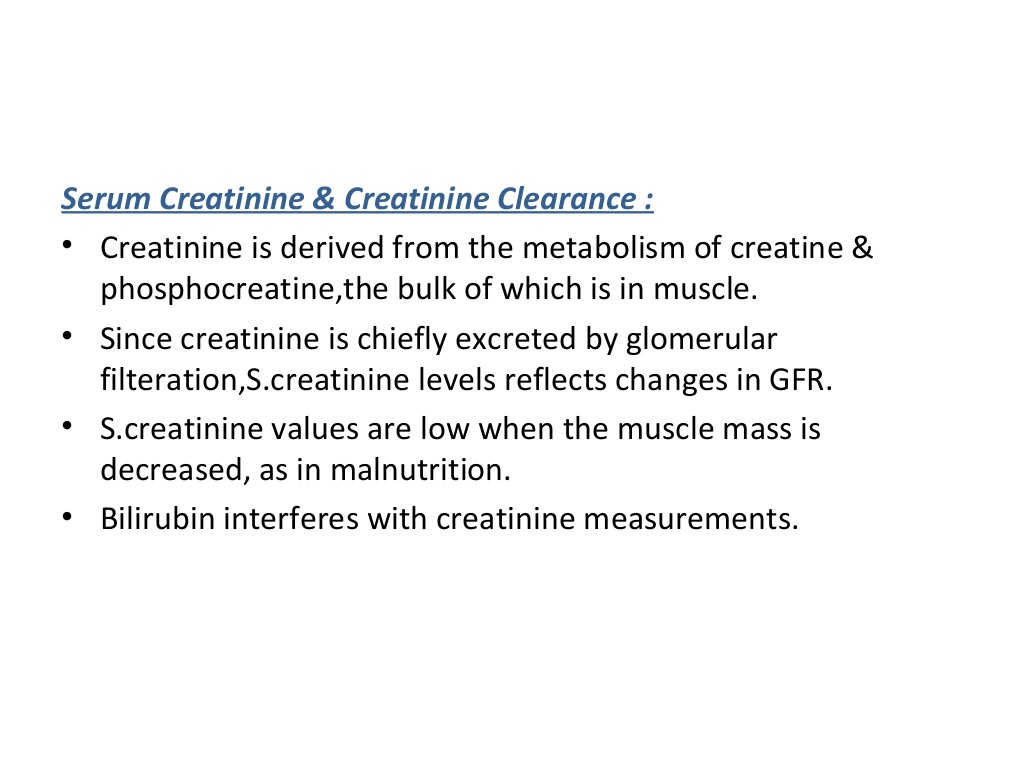 Serum Creatinine & Creatinine Clearance :
• Creatinine is derived from the metabolism of creatine &
phosphocreatine,the bulk of which is in muscle.
• Since creatinine is chiefly excreted by glomerular
filteration,S.creatinine levels reflects changes in GFR.
• S.creatinine values are low when the muscle mass is
decreased, as in malnutrition.
• Bilirubin interferes with creatinine measurements.